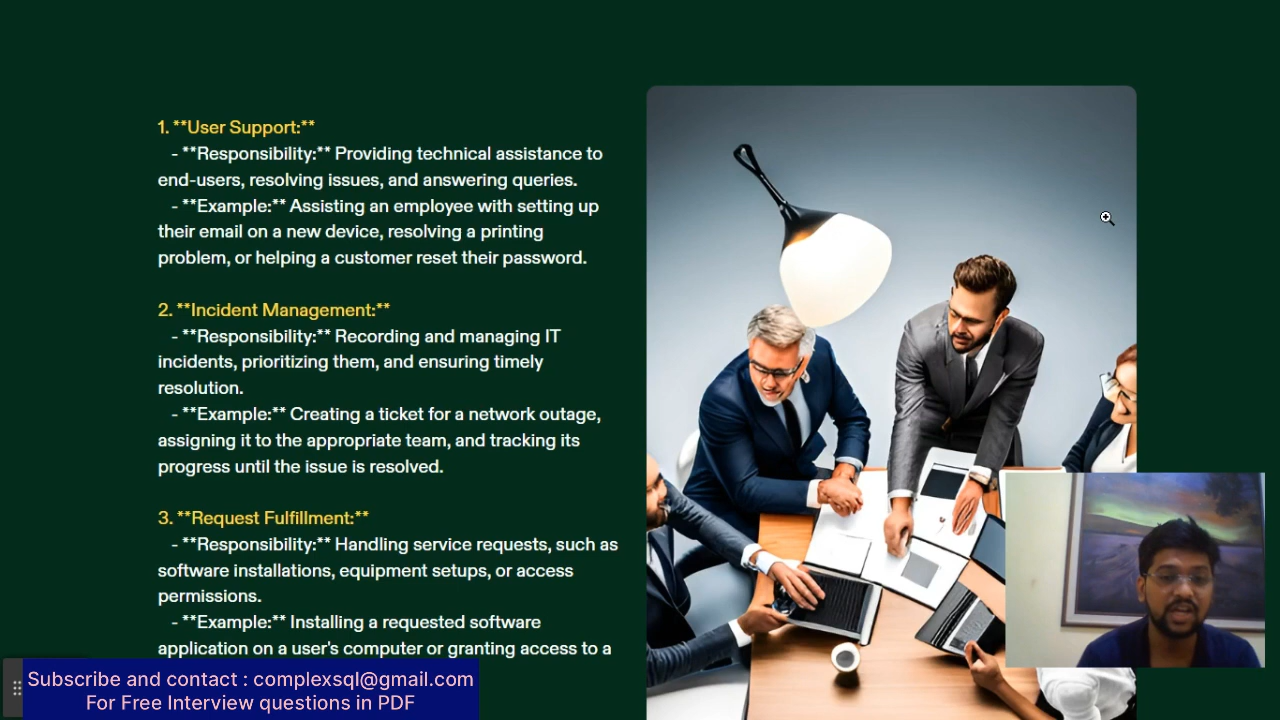 1. **User Support:**
- **Responsibility:** Providing technical assistance to
end-users, resolving issues, and answering queries.
- **Example:** Assisting an employee with setting up
their email on a new device, resolving a printing
problem, or helping a customer reset their password.
2. **Incident Management:**
- **Responsibility:** Recording and managing IT
incidents, prioritizing them, and ensuring timely
resolution.
- **Example:** Creating a ticket for a network outage,
assigning it to the appropriate team, and tracking its
progress until the issue is resolved.
3. **Request Fulfillment:**
- **Responsibility:** Handling service requests, such as
software installations, equipment setups, or access
permissions.
- **Example:** Installing a requested software
application on a user's computer or granting access to a
Subscribe and contact : complexsql@gmail.com
For Free Interview questions in PDF